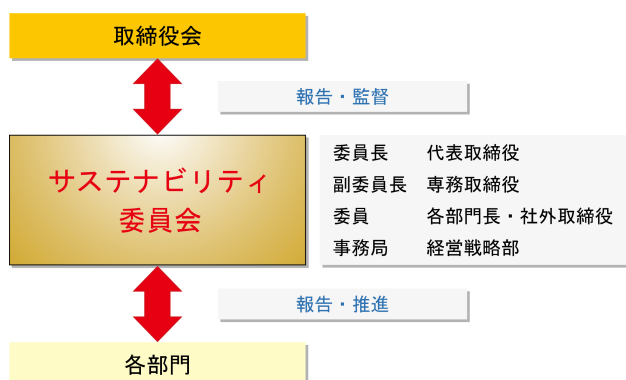 取締役会
報告・監督
サステナビリティ
委員会
委員長 代表取締役
副委員長 専務取締役
委員 各部門長・社外取締役
事務局 経営戦略部
報告・推進
各部門